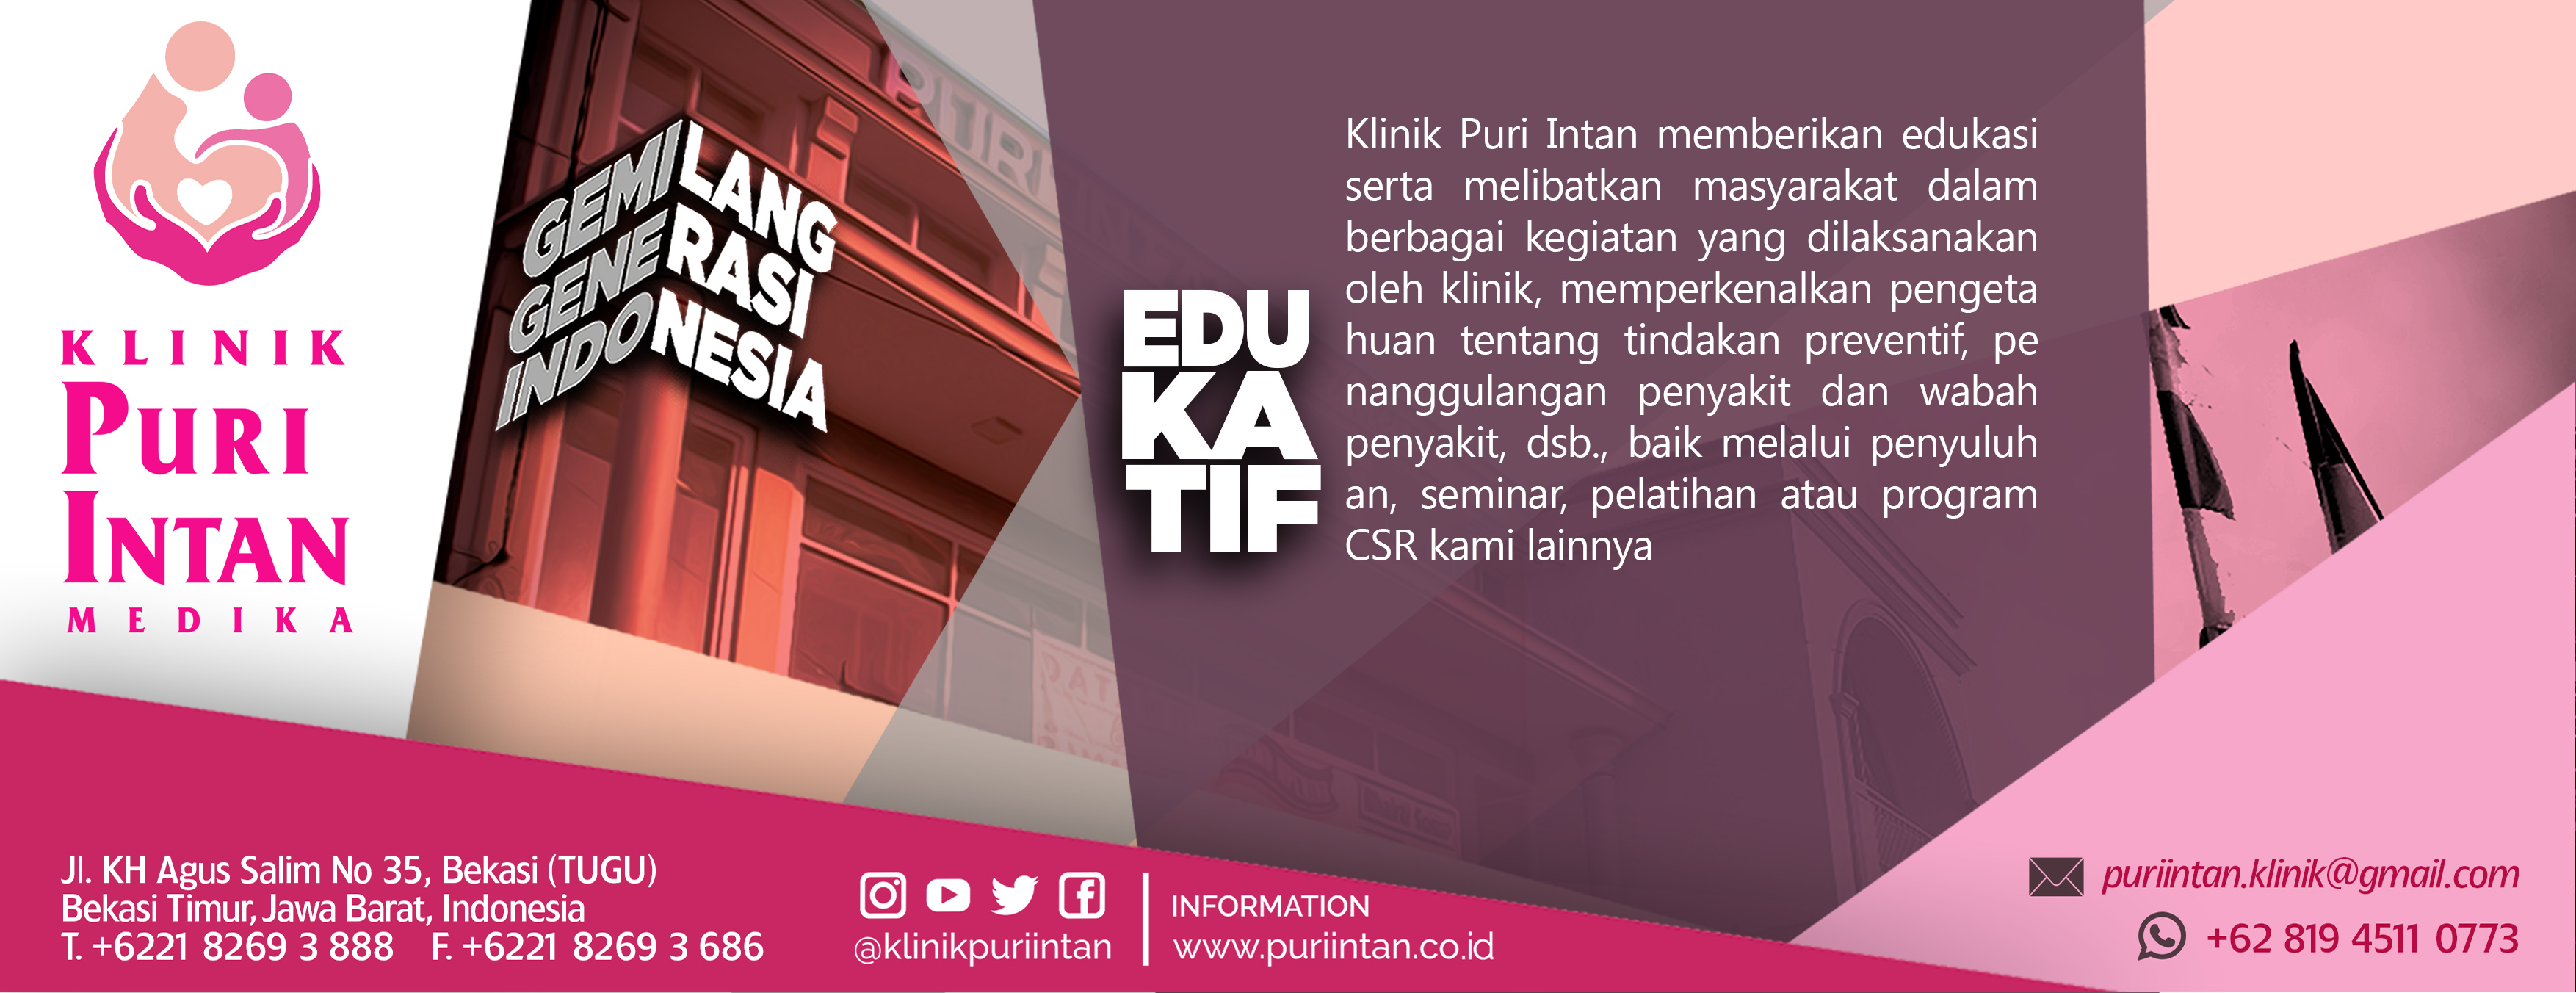 KLINIK
PURI
INTAN
MEDIKA
GEMILANG
GENERASI
INDONESIA
PURI INTAN
EDU
KA
TIF
Klinik Puri Intan memberikan edukasi
serta melibatkan masyarakat dalam
berbagai kegiatan yang dilaksanakan
oleh klinik, memperkenalkan pengeta
huan tentang tindakan preventif, pe
nanggulangan penyakit dan wabah
penyakit, dsb., baik melalui penyuluh
an, seminar, pelatihan atau program
CSR kami lainnya
Jl. KH Agus Salim No 35, Bekasi (TUGU)
Bekasi Timur, Jawa Barat, Indonesia
T. +6221 8269 3 888 F. +6221 8269 3 686
@klinikpuriintan
INFORMATION
www.puriintan.co.id
puriintan.klinik@gmail.com
+62 819 4511 0773